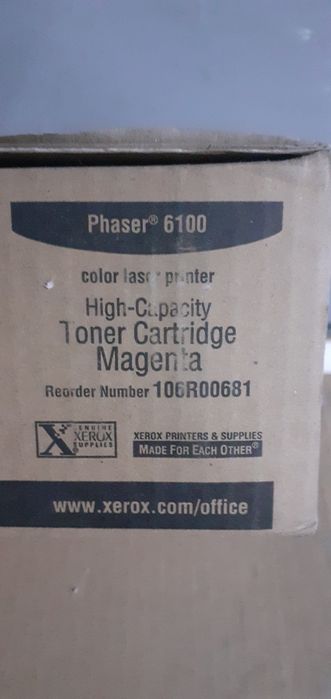 Phaser® 6100
color laser printer
High-Capacity
Toner Cartridge
Magenta
Reorder Number 106R00681
GENUINE
XEROX
SUPPLIES
XEROX PRINTERS & SUPPLIES
MADE FOR EACH OTHER®
www.xerox.com/office